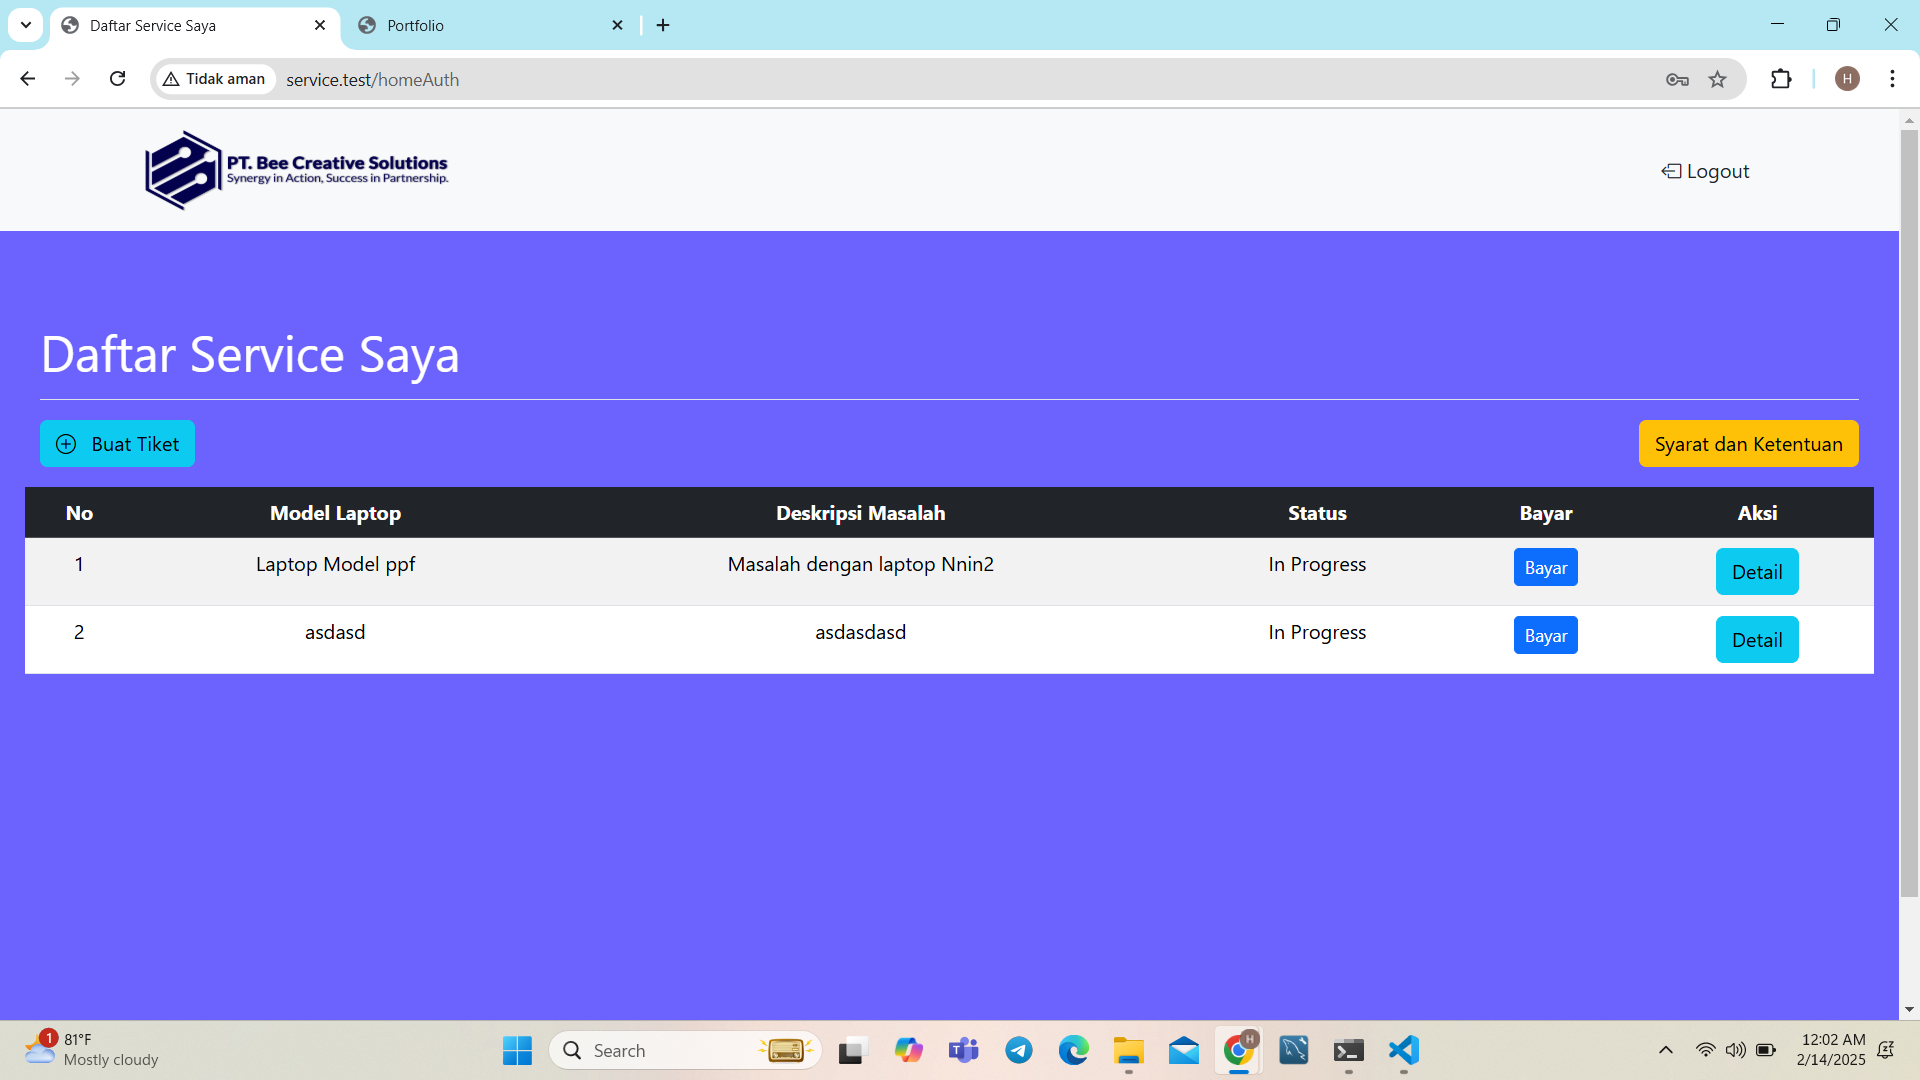 Daftar Service Saya
Portfolio
Tidak aman
service.test/homeAuth
H
PT. Bee Creative Solutions
Synergy in Action, Success in Partnership.
Logout
Daftar Service Saya
Buat Tiket
Syarat dan Ketentuan
No Model Laptop Deskripsi Masalah Status Bayar Aksi
1 Laptop Model ppf Masalah dengan laptop Nnin2 In Progress Bayar Detail
2 asdasd asdasdasd In Progress Bayar Detail
1
81°F
Mostly cloudy
Search
H
12:02 AM
2/14/2025